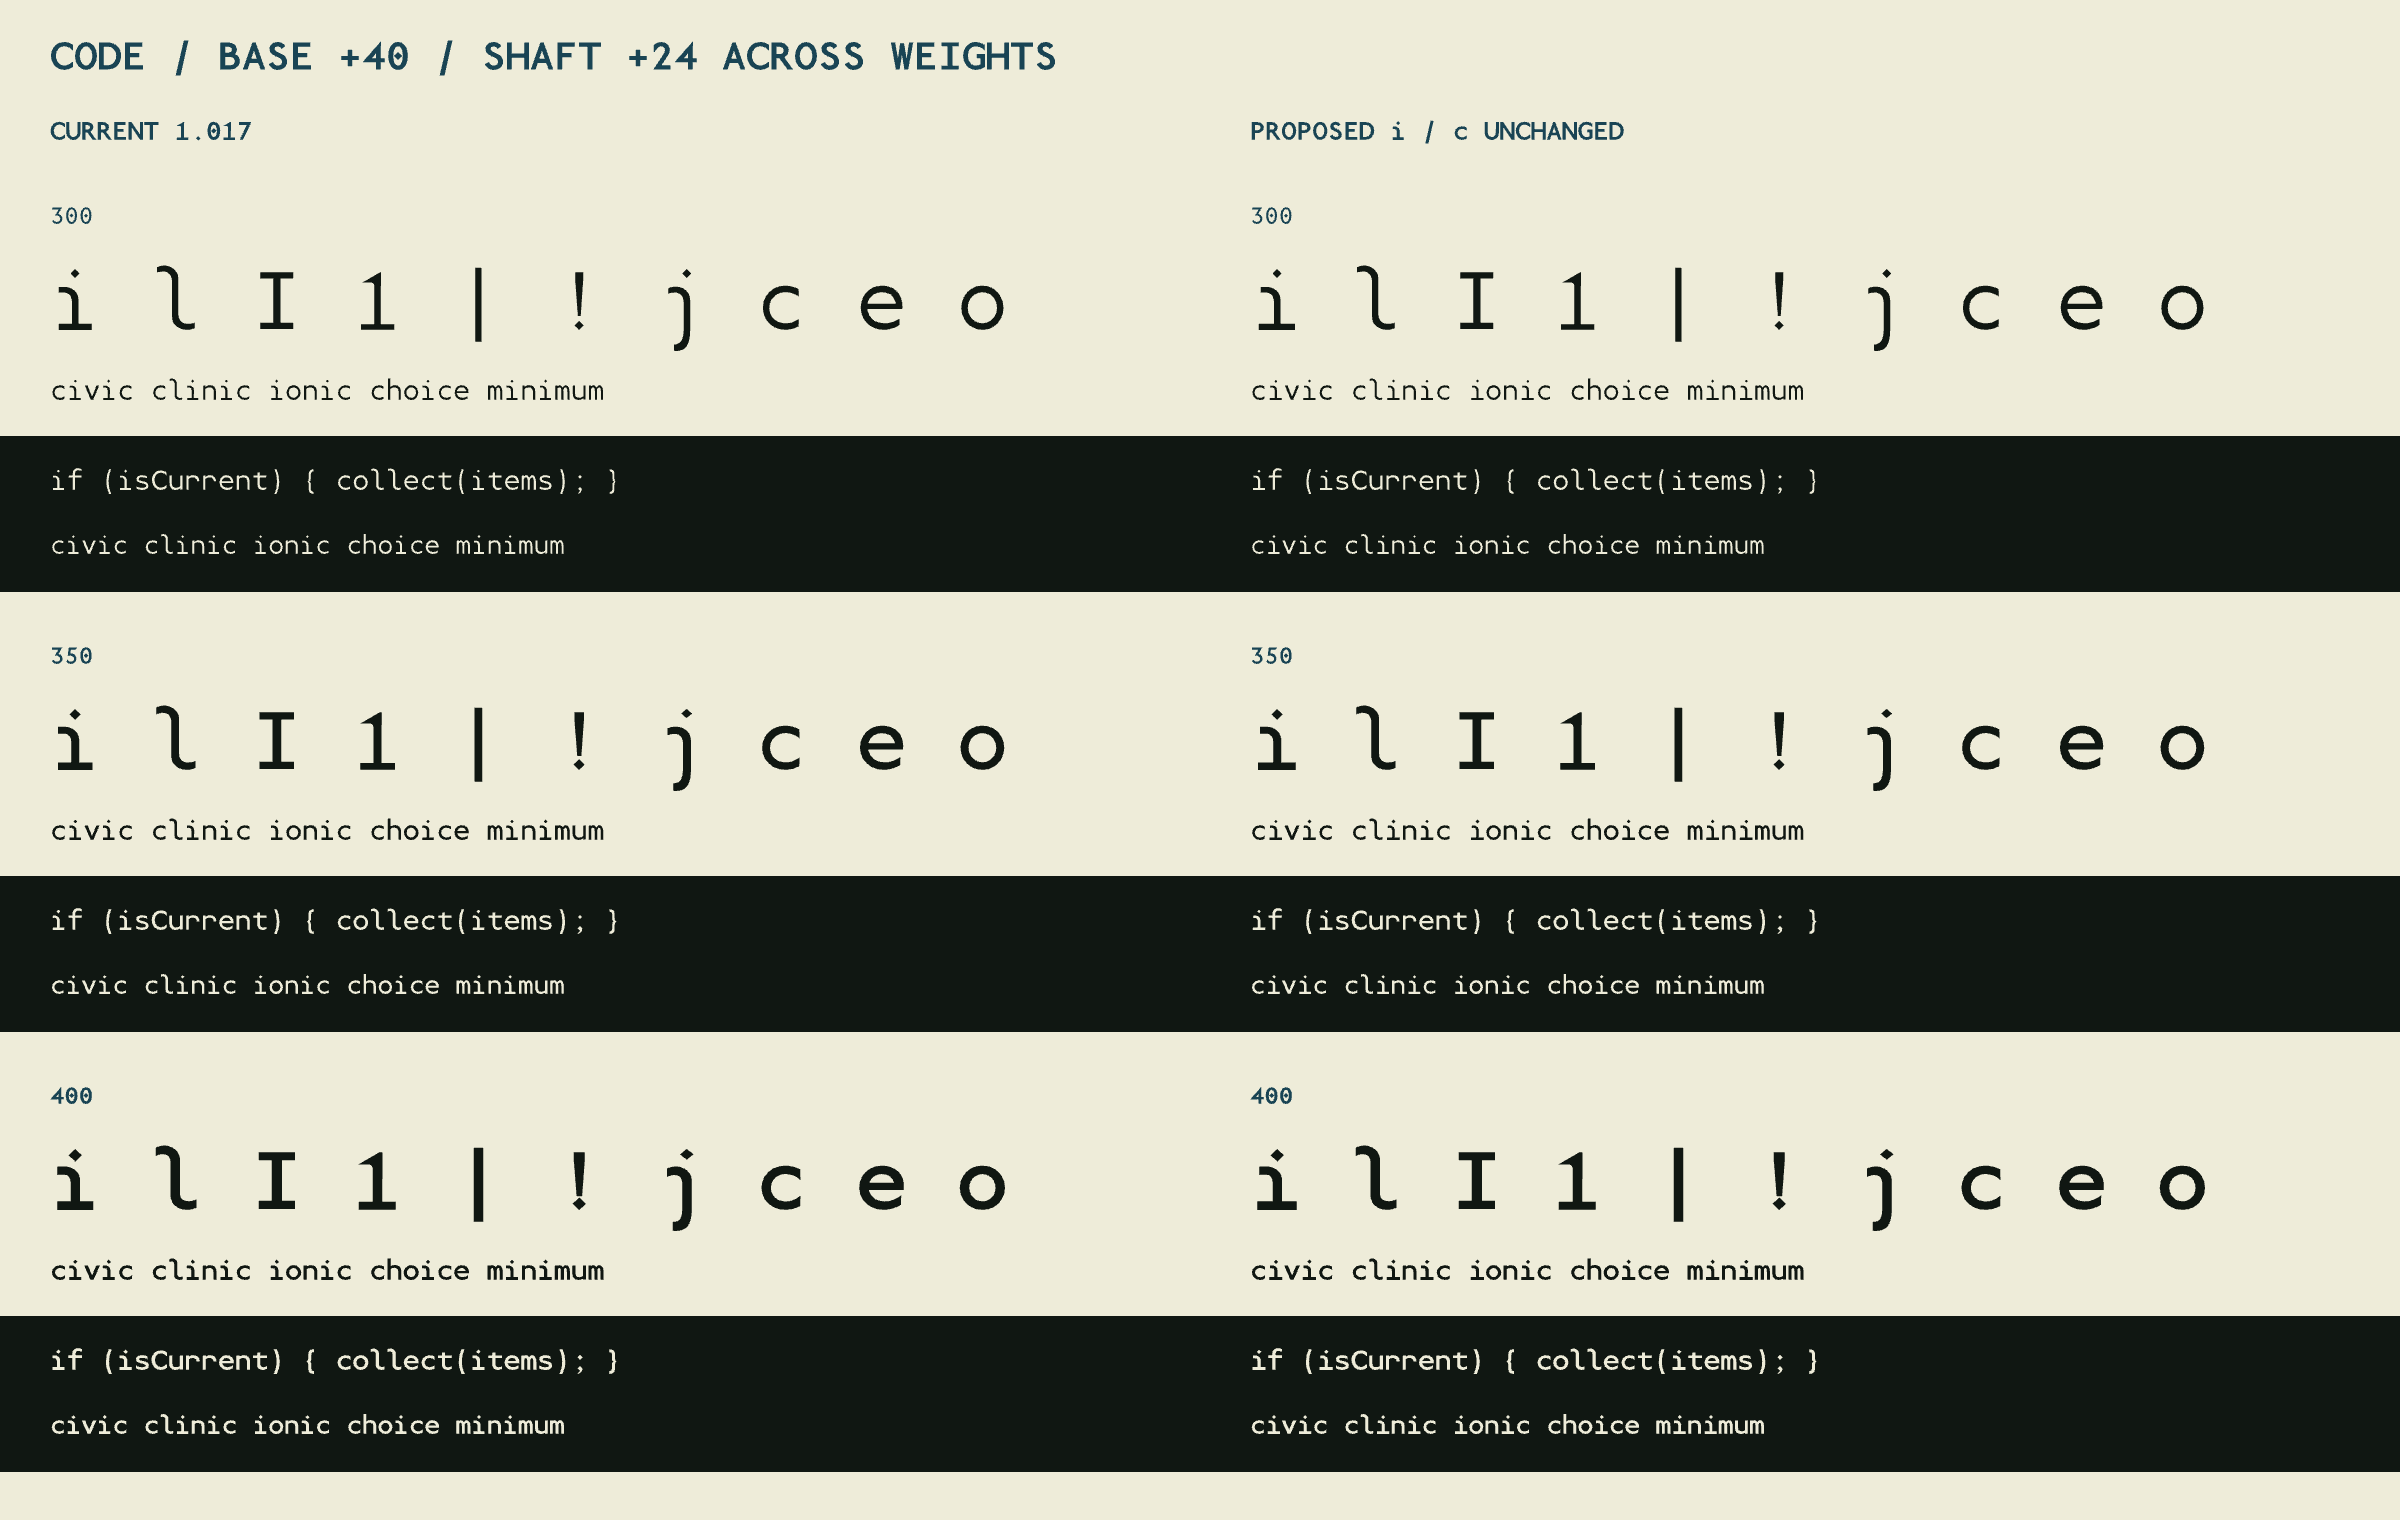 CODE / BASE +40 / SHAFT +24 ACROSS WEIGHTS
CURRENT 1.017
PROPOSED i / c UNCHANGED
300
300
i l I 1 | ! j c e o
i l I 1 | ! j c e o
civic clinic ionic choice minimum
civic clinic ionic choice minimum
if (isCurrent) { collect(items); }
if (isCurrent) { collect(items); }
civic clinic ionic choice minimum
civic clinic ionic choice minimum
350
350
i l I 1 | ! j c e o
i l I 1 | ! j c e o
civic clinic ionic choice minimum
civic clinic ionic choice minimum
if (isCurrent) { collect(items); }
if (isCurrent) { collect(items); }
civic clinic ionic choice minimum
civic clinic ionic choice minimum
400
400
i l I 1 | ! j c e o
i l I 1 | ! j c e o
civic clinic ionic choice minimum
civic clinic ionic choice minimum
if (isCurrent) { collect(items); }
if (isCurrent) { collect(items); }
civic clinic ionic choice minimum
civic clinic ionic choice minimum